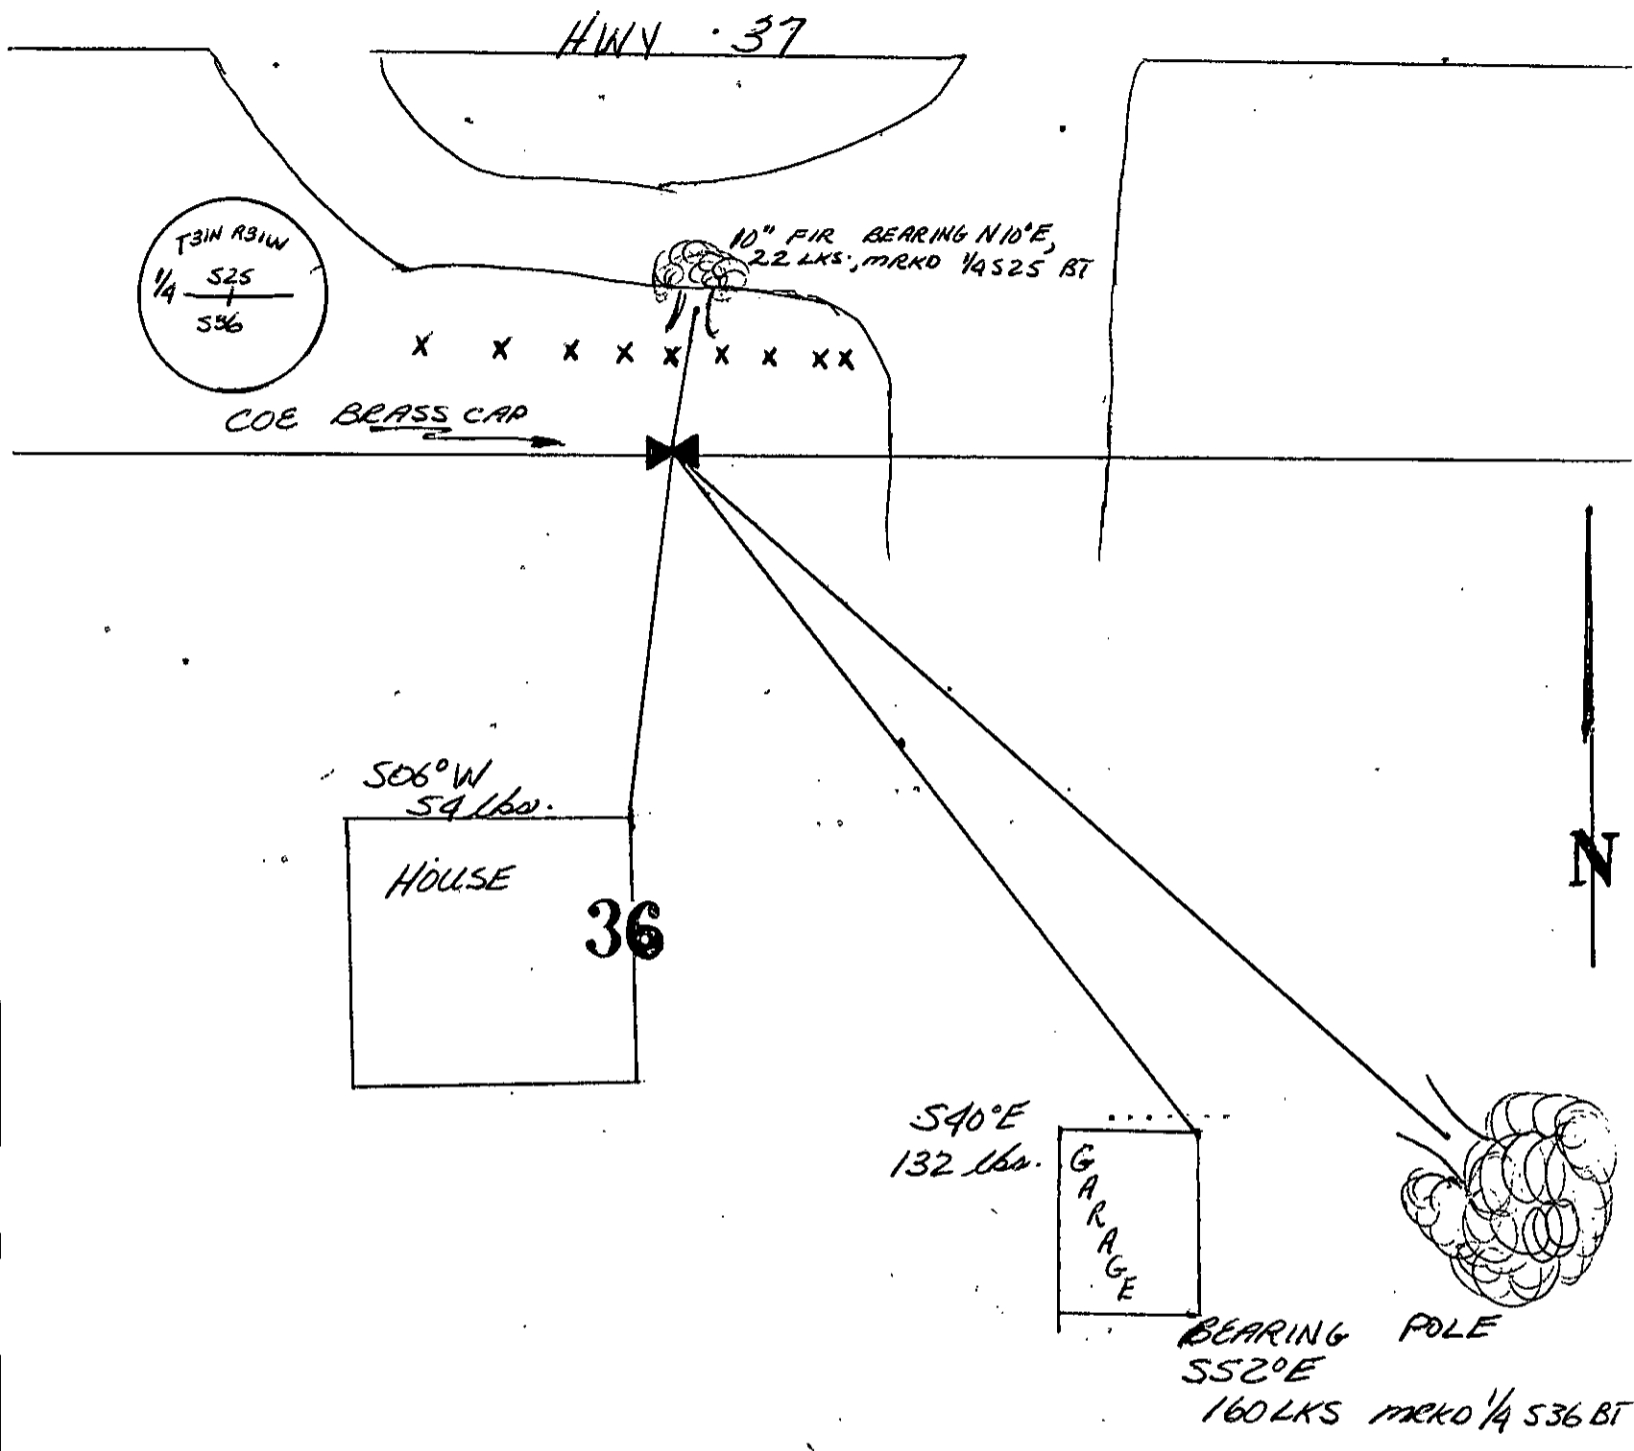 HWY. 37
10" FIR BEARING N10°E,
22 LKS., MRKD 1/4 S25 BT
T31N R31W
1/4 S25
S36
X X X X X X X X X
COE BRASS CAP
S06°W
54 lks.
HOUSE
36
N
S40°E
132 lks.
GARAGE
BEARING POLE
S52°E
160 LKS MRKD 1/4 S36 BT